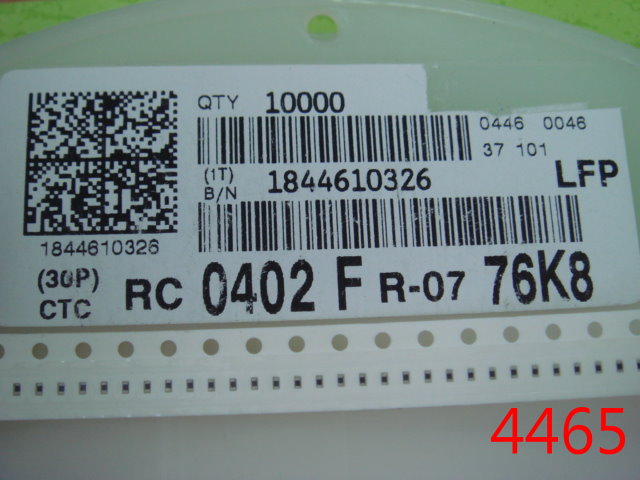 QTY 10000
0446 0046
37 101
(1T)
B/N 1844610326
LFP
1844610326
(30P)
CTC RC 0402 F R-07 76K8
4465